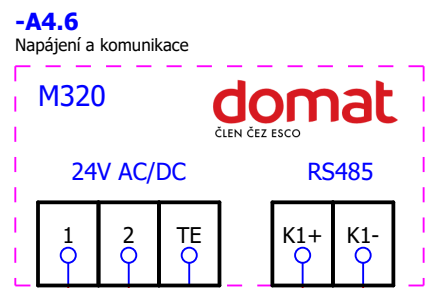 -A4.6
Napájení a komunikace
M320
domat
ČLEN ČEZ ESCO
24V AC/DC RS485
1 2 TE K1+ K1-